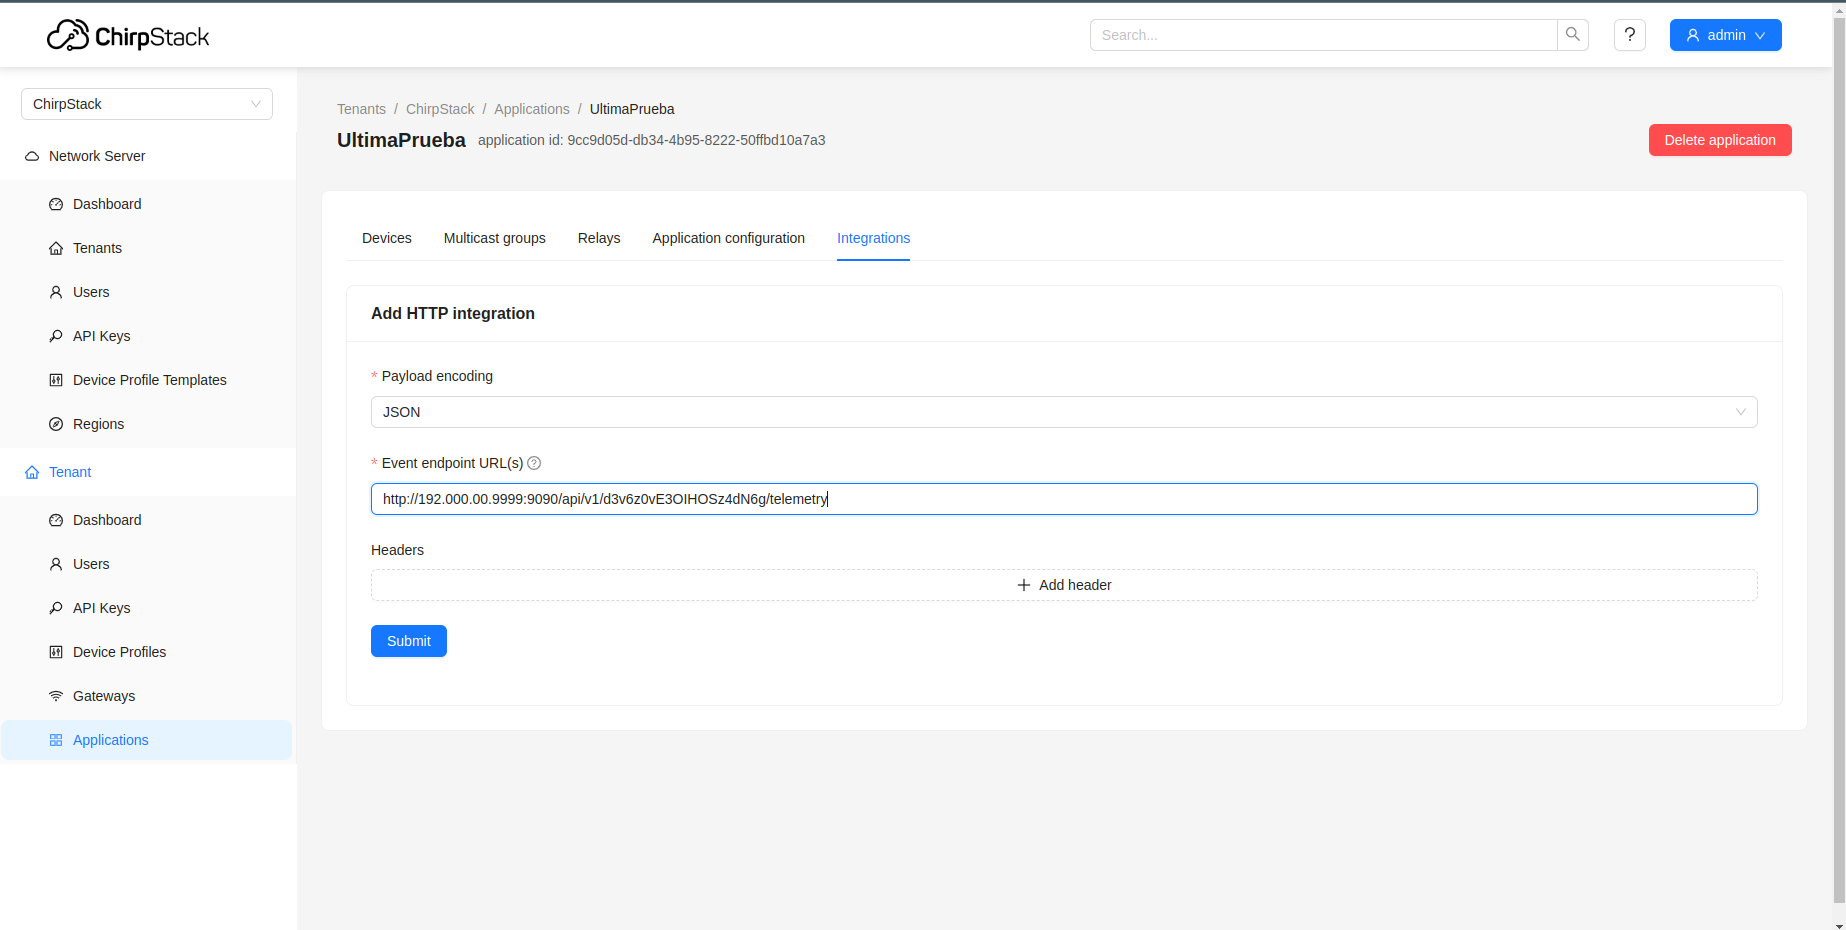 ChirpStack
Search...
?
admin
ChirpStack
Network Server
Dashboard
Tenants
Users
API Keys
Device Profile Templates
Regions
Tenant
Dashboard
Users
API Keys
Device Profiles
Gateways
Applications
Tenants / ChirpStack / Applications / UltimaPrueba
UltimaPrueba application id: 9cc9d05d-db34-4b95-8222-50ffbd10a7a3
Delete application
Devices Multicast groups Relays Application configuration Integrations
Add HTTP integration
* Payload encoding
JSON
* Event endpoint URL(s) ?
http://192.000.00.9999:9090/api/v1/d3v6z0vE3OIHOSz4dN6g/telemetry
Headers
+ Add header
Submit